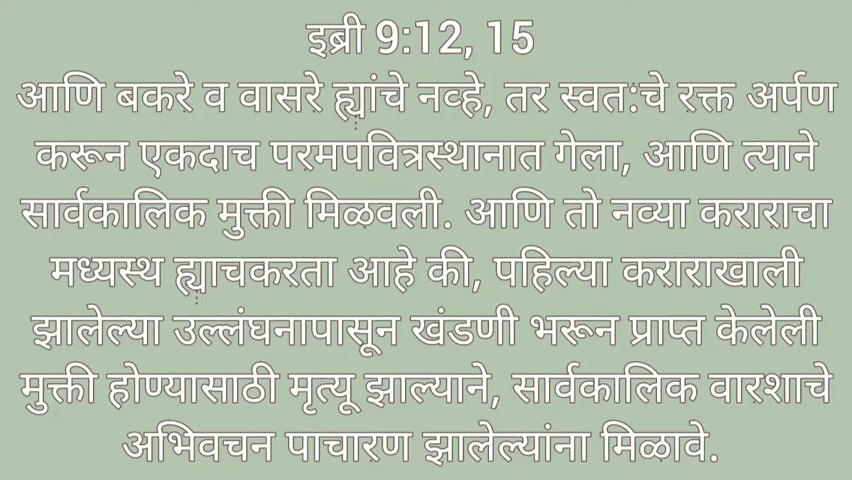 इब्री 9:12, 15
आणि बकरे व वासरे ह्यांचे नव्हे, तर स्वत:चे रक्त अर्पण
करून एकदाच परमपवित्रस्थानात गेला, आणि त्याने
सार्वकालिक मुक्ती मिळवली. आणि तो नव्या कराराचा
मध्यस्थ ह्याचकरता आहे की, पहिल्या कराराखाली
झालेल्या उल्लंघनापासून खंडणी भरून प्राप्त केलेली
मुक्ती होण्यासाठी मृत्यू झाल्याने, सार्वकालिक वारशाचे
अभिवचन पाचारण झालेल्यांना मिळावे.